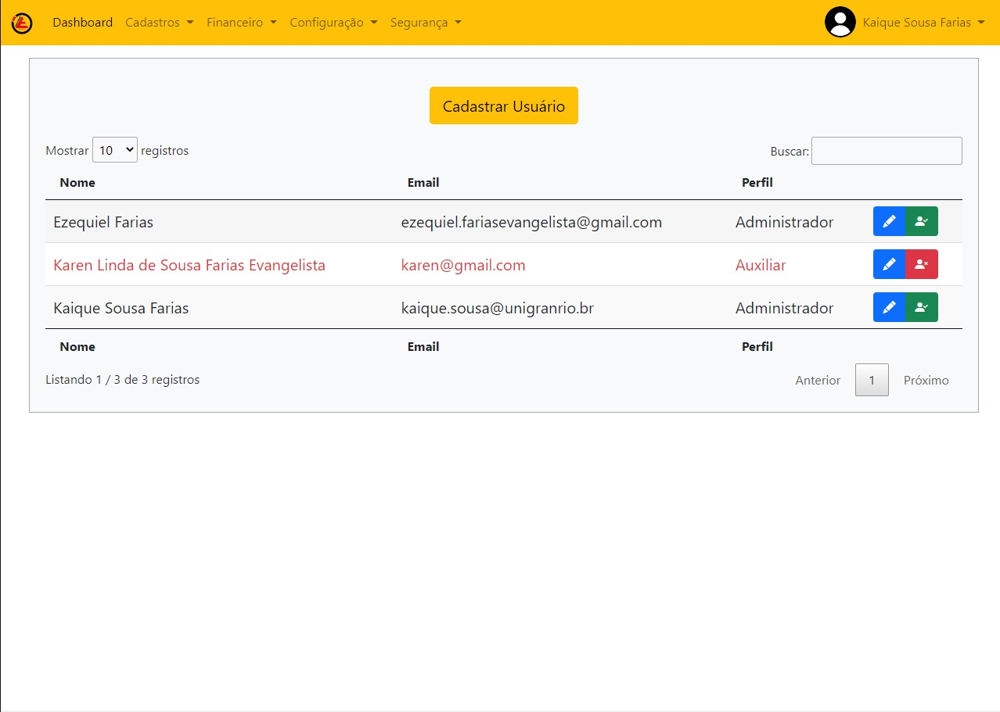 Dashboard Cadastros Financeiro Configuração Segurança Kaique Sousa Farias
Cadastrar Usuário
Mostrar 10 registros Buscar:
Nome Email Perfil
Ezequiel Farias ezequiel.fariasevangelista@gmail.com Administrador
Karen Linda de Sousa Farias Evangelista karen@gmail.com Auxiliar
Kaique Sousa Farias kaique.sousa@unigranrio.br Administrador
Nome Email Perfil
Listando 1 / 3 de 3 registros Anterior 1 Próximo